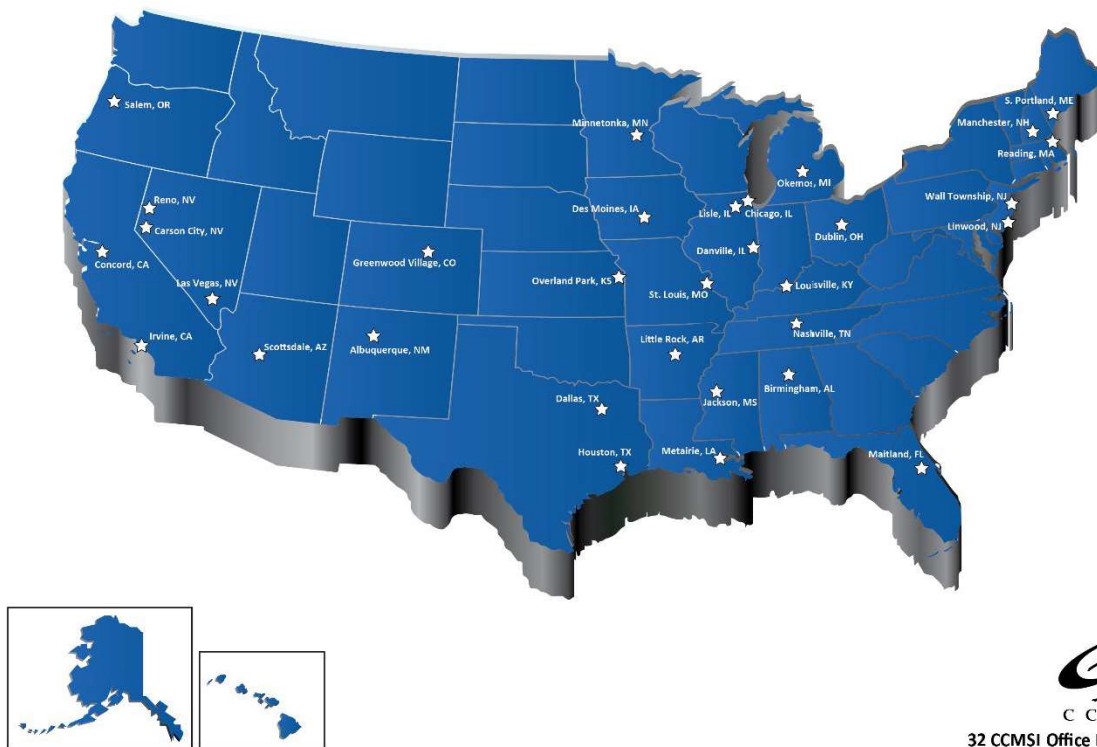 S. Portland, ME
Salem, OR
Manchester, NH
Minnetonka, MN
Reading, MA
Okemos, MI
Reno, NV
Wall Township, NJ
Des Moines, IA
Lisle, IL
Chicago, IL
Linwood, NJ
Carson City, NV
Dublin, OH
Danville, IL
Concord, CA
Greenwood Village, CO
Overland Park, KS
Las Vegas, NV
St. Louis, MO
Louisville, KY
Nashville, TN
Irvine, CA
Little Rock, AR
Scottsdale, AZ
Albuquerque, NM
Birmingham, AL
Dallas, TX
Jackson, MS
Houston, TX
Metairie, LA
Maitland, FL
C C
32 CCMSI Office